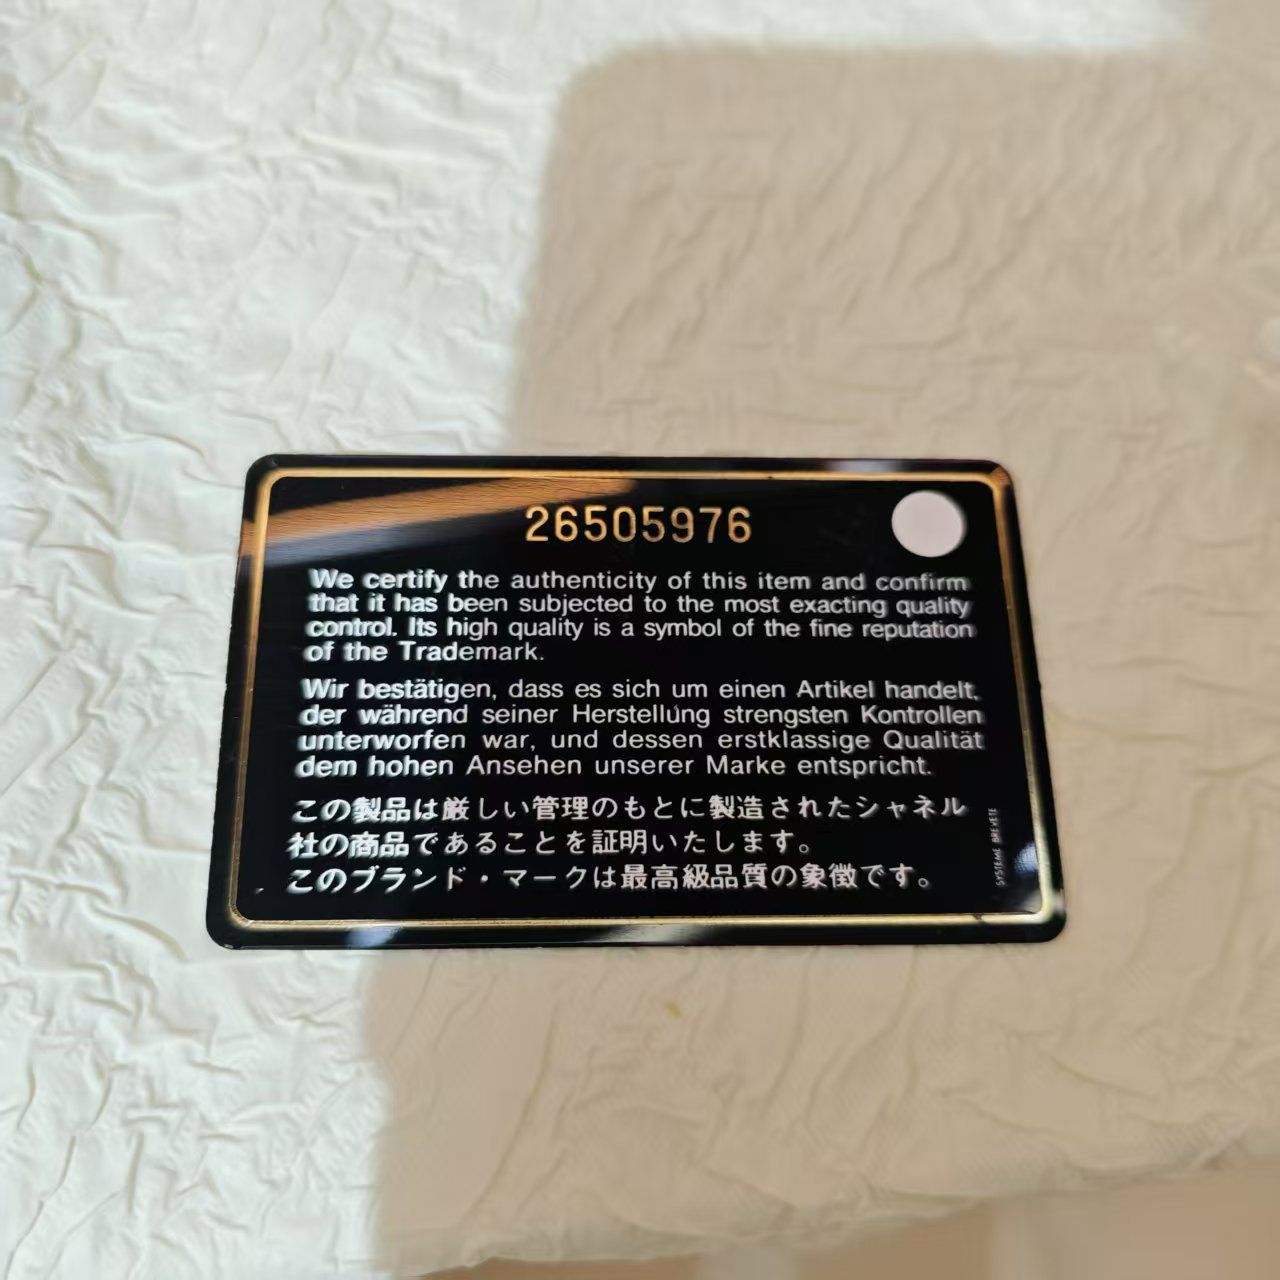 26505976
We certify the authenticity of this item and confirm
that it has been subjected to the most exacting quality
control. Its high quality is a symbol of the fine reputation
of the Trademark.
Wir bestätigen, dass es sich um einen Artikel handelt,
der während seiner Herstellung strengsten Kontrollen
unterworfen war, und dessen erstklassige Qualität
dem hohen Ansehen unserer Marke entspricht.
この製品は厳しい管理のもとに製造されたシャネル
社の商品であることを証明いたします。
このブランド・マークは最高級品質の象徴です。
SYSTEME BREVETE